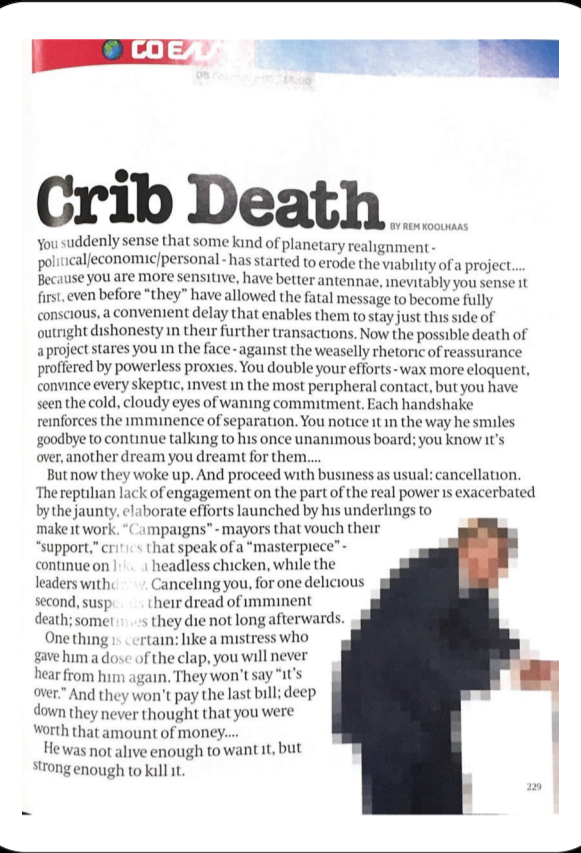 CO EA
Crib Death
BY REM KOOLHAAS
You suddenly sense that some kind of planetary realignment -
political/economic/personal - has started to erode the viability of a project....
Because you are more sensitive, have better antennae, inevitably you sense it
first, even before “they” have allowed the fatal message to become fully
conscious, a convenient delay that enables them to stay just this side of
outright dishonesty in their further transactions. Now the possible death of
a project stares you in the face - against the weaselly rhetoric of reassurance
proffered by powerless proxies. You double your efforts - wax more eloquent,
convince every skeptic, invest in the most peripheral contact, but you have
seen the cold, cloudy eyes of waning commitment. Each handshake
reinforces the imminence of separation. You notice it in the way he smiles
goodbye to continue talking to his once unanimous board; you know it’s
over, another dream you dreamt for them....
But now they woke up. And proceed with business as usual: cancellation.
The reptilian lack of engagement on the part of the real power is exacerbated
by the jaunty, elaborate efforts launched by his underlings to
make it work. “Campaigns” - mayors that vouch their
“support,” critics that speak of a “masterpiece” -
continue on like a headless chicken, while the
leaders withdraw. Canceling you, for one delicious
second, suspends their dread of imminent
death; sometimes they die not long afterwards.
One thing is certain: like a mistress who
gave him a dose of the clap, you will never
hear from him again. They won’t say “it’s
over.” And they won’t pay the last bill; deep
down they never thought that you were
worth that amount of money....
He was not alive enough to want it, but
strong enough to kill it.
229